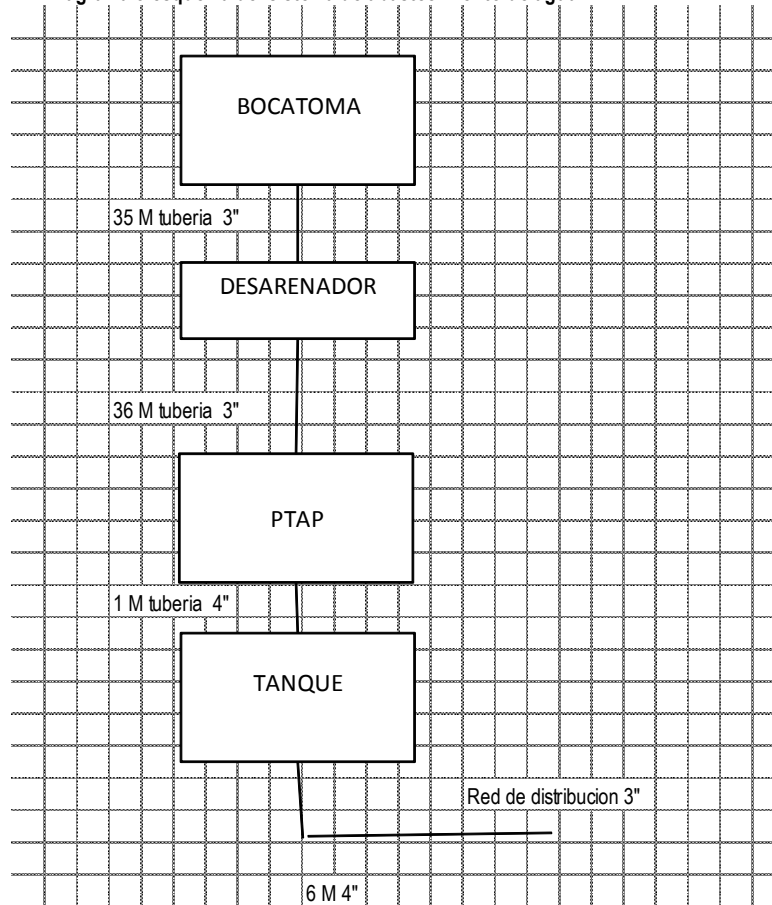 BOCATOMA
35 M tuberia 3"
DESARENADOR
36 M tuberia 3"
PTAP
1 M tuberia 4"
TANQUE
Red de distribucion 3"
6 M 4"